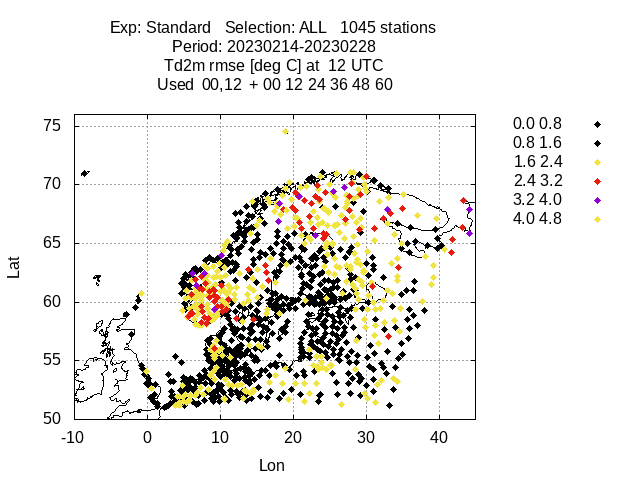 Exp: Standard   Selection: ALL   1045 stations
Period: 20230214-20230228
Td2m rmse [deg C] at  12 UTC
Used  00,12  + 00 12 24 36 48 60
75
70
65
60
55
50
Lat
-10 0 10 20 30 40
Lon
0.0 0.8
0.8 1.6
1.6 2.4
2.4 3.2
3.2 4.0
4.0 4.8